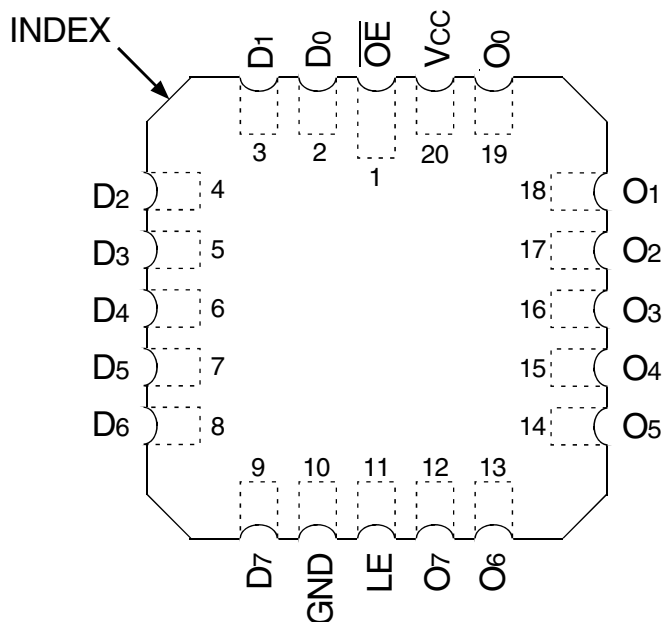 INDEX
D1 D0 O̅E̅ VCC O0
3 2 1 20 19
D2 4 18 O1
D3 5 17 O2
D4 6 16 O3
D5 7 15 O4
D6 8 14 O5
9 10 11 12 13
D7 GND LE O7 O6